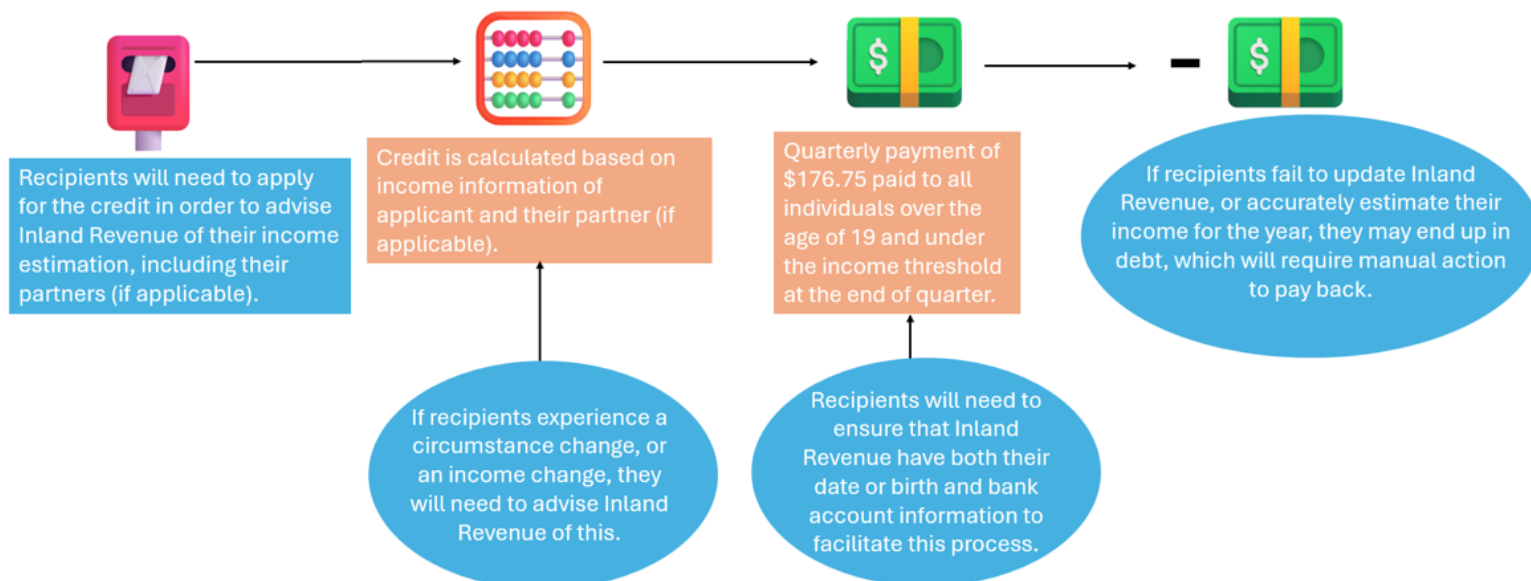 $
$
Recipients will need to apply
for the credit in order to advise
Inland Revenue of their income
estimation, including their
partners (if applicable).
Credit is calculated based on
income information of
applicant and their partner (if
applicable).
Quarterly payment of
$176.75 paid to all
individuals over the
age of 19 and under
the income threshold
at the end of quarter.
If recipients fail to update Inland
Revenue, or accurately estimate their
income for the year, they may end up in
debt, which will require manual action
to pay back.
If recipients experience a
circumstance change, or
an income change, they
will need to advise Inland
Revenue of this.
Recipients will need to
ensure that Inland
Revenue have both their
date or birth and bank
account information to
facilitate this process.